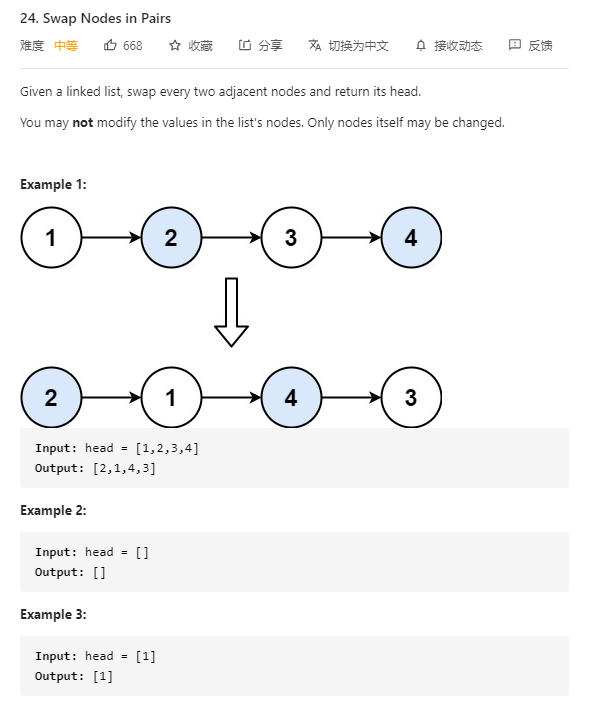 24. Swap Nodes in Pairs
难度 中等 668 收藏 分享 切换为中文 接收动态 反馈
Given a linked list, swap every two adjacent nodes and return its head.
You may not modify the values in the list's nodes. Only nodes itself may be changed.
Example 1:
1 2 3 4
2 1 4 3
Input: head = [1,2,3,4]
Output: [2,1,4,3]
Example 2:
Input: head = []
Output: []
Example 3:
Input: head = [1]
Output: [1]